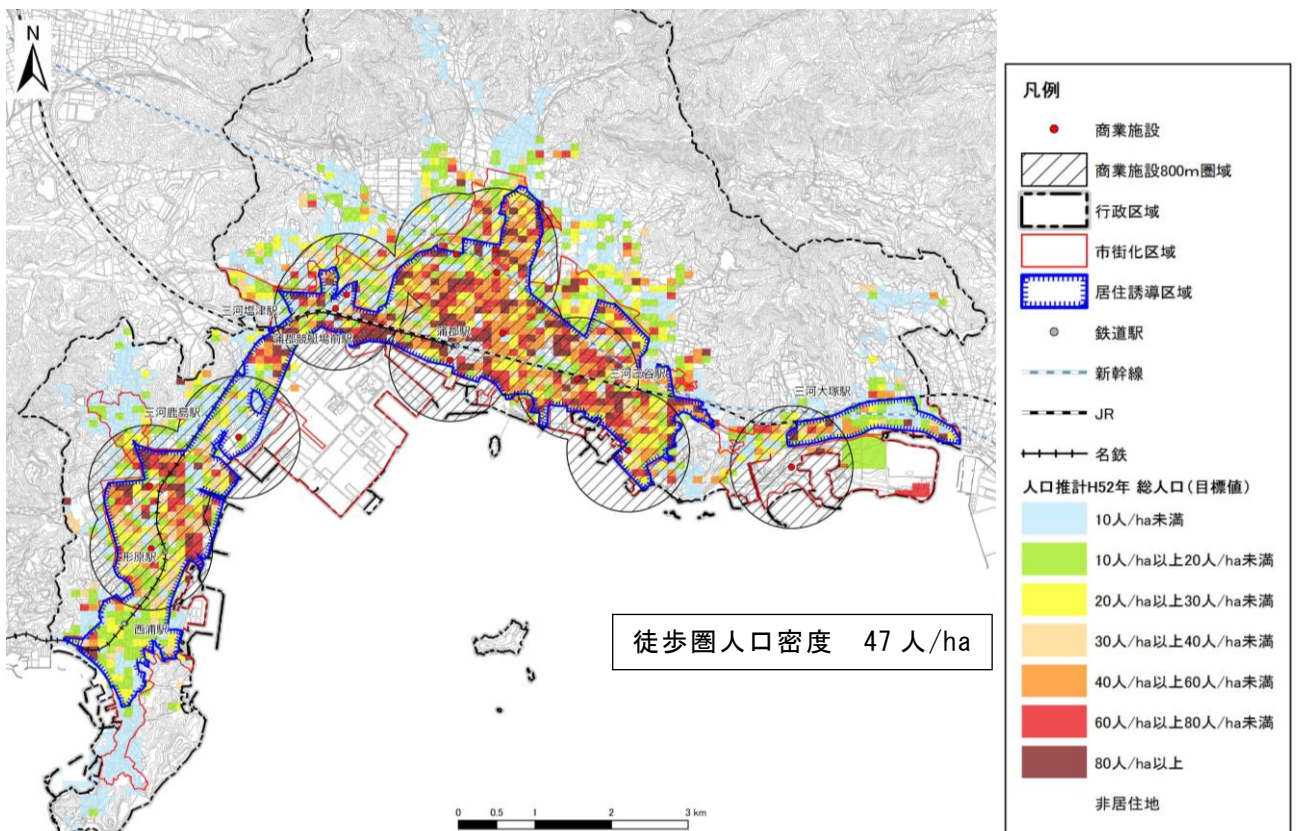 N
三河塩津駅
蒲郡競艇場前駅
蒲郡駅
三河三谷駅
三河大塚駅
三河鹿島駅
形原駅
西浦駅
徒歩圏人口密度 47 人/ha
0 0.5 1 2 3 km
凡例
商業施設
商業施設800m圏域
行政区域
市街化区域
居住誘導区域
鉄道駅
新幹線
JR
名鉄
人口推計H52年 総人口(目標値)
10人/ha未満
10人/ha以上20人/ha未満
20人/ha以上30人/ha未満
30人/ha以上40人/ha未満
40人/ha以上60人/ha未満
60人/ha以上80人/ha未満
80人/ha以上
非居住地